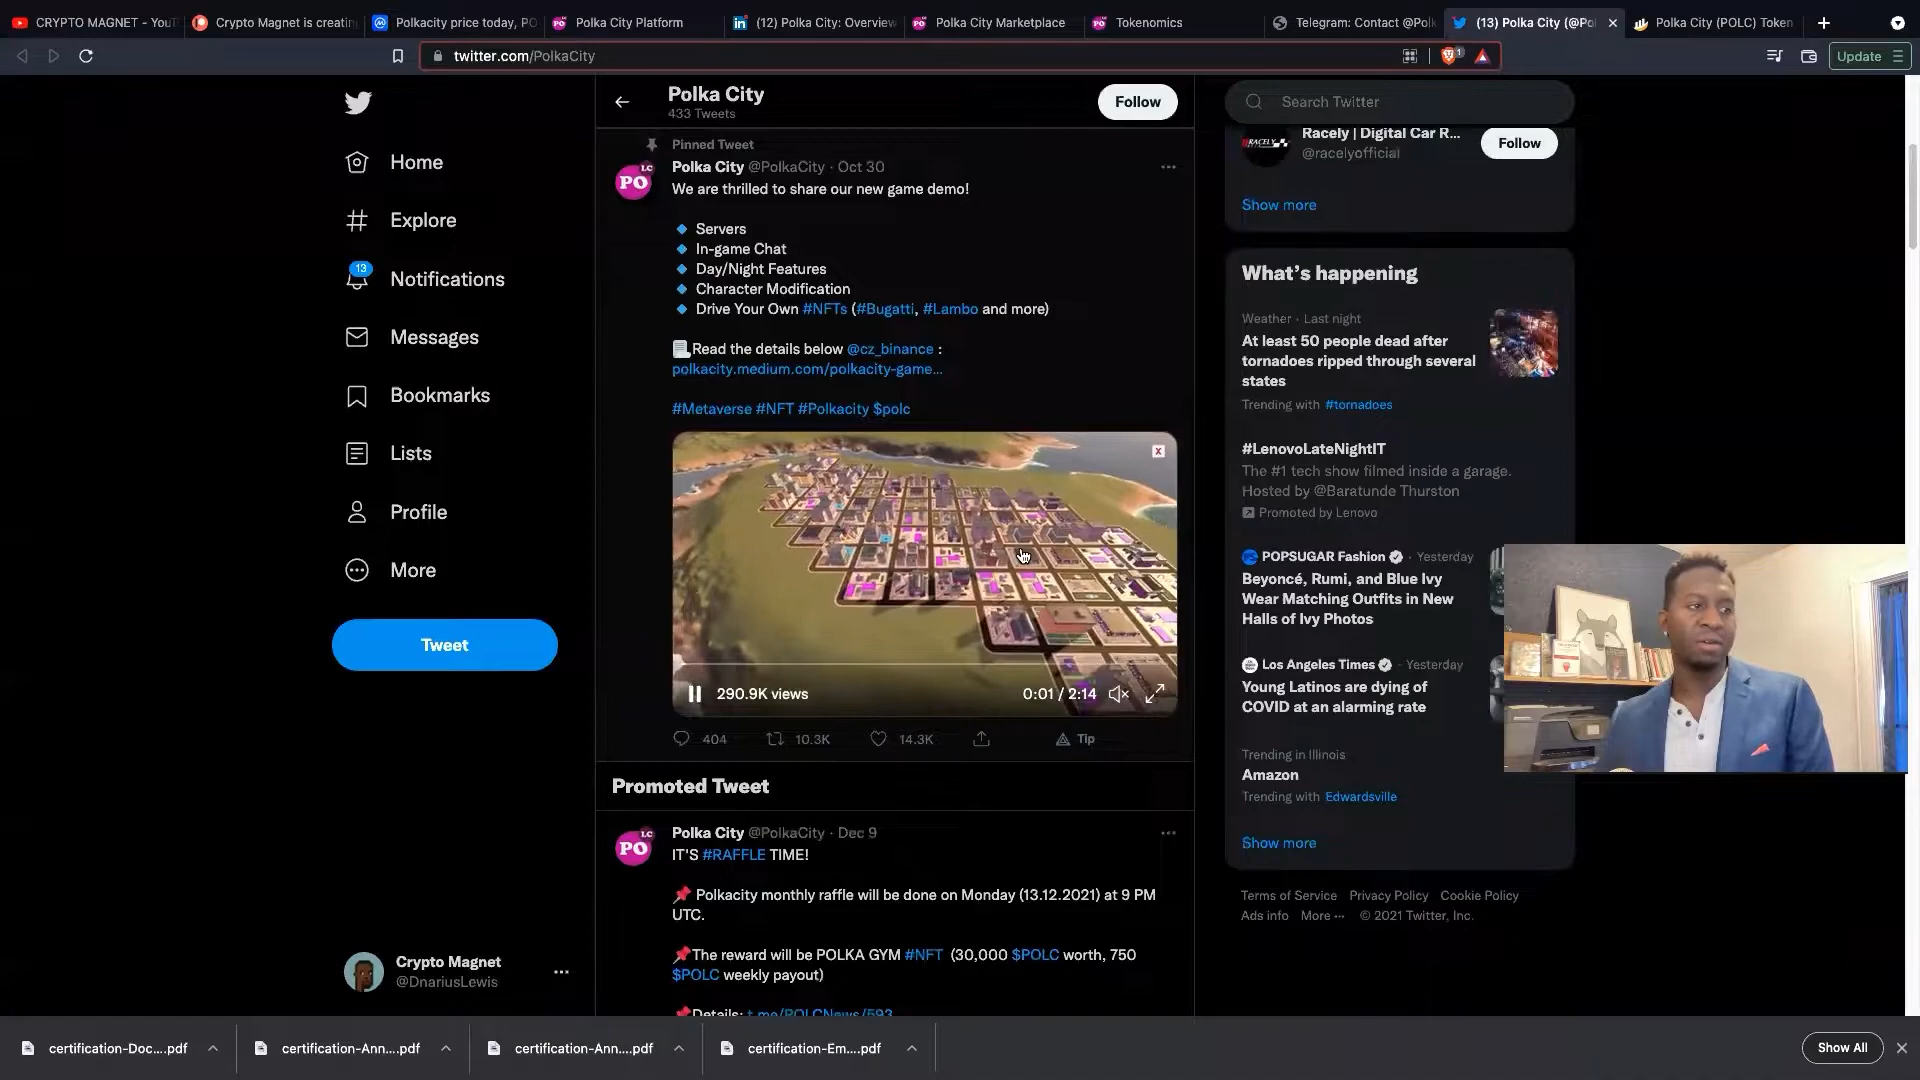 CRYPTO MAGNET - YouT
Crypto Magnet is creatin
Polkacity price today, PO
Polka City Platform
(12) Polka City: Overview
Polka City Marketplace
Tokenomics
Telegram: Contact @Polk
(13) Polka City (@Pol
Polka City (POLC) Token
twitter.com/PolkaCity
1
Update
Home
Explore
13
Notifications
Messages
Bookmarks
Lists
Profile
More
Tweet
Crypto Magnet
@DnariusLewis
Polka City
433 Tweets
Follow
Pinned Tweet
Polka City @PolkaCity · Oct 30
We are thrilled to share our new game demo!
Servers
In-game Chat
Day/Night Features
Character Modification
Drive Your Own #NFTs (#Bugatti, #Lambo and more)
Read the details below @cz_binance :
polkacity.medium.com/polkacity-game…
#Metaverse #NFT #Polkacity $polc
290.9K views
0:01 / 2:14
404
10.3K
14.3K
Tip
Promoted Tweet
Polka City @PolkaCity · Dec 9
IT'S #RAFFLE TIME!
Polkacity monthly raffle will be done on Monday (13.12.2021) at 9 PM
UTC.
The reward will be POLKA GYM #NFT (30,000 $POLC worth, 750
$POLC weekly payout)
Details: t.me/POLCNews/593
Search Twitter
RACELY
Racely | Digital Car R...
@racelyofficial
Follow
Show more
What's happening
Weather · Last night
At least 50 people dead after
tornadoes ripped through several
states
Trending with #tornadoes
#LenovoLateNightIT
The #1 tech show filmed inside a garage.
Hosted by @Baratunde Thurston
Promoted by Lenovo
POPSUGAR Fashion · Yesterday
Beyoncé, Rumi, and Blue Ivy
Wear Matching Outfits in New
Halls of Ivy Photos
Los Angeles Times · Yesterday
Young Latinos are dying of
COVID at an alarming rate
Trending in Illinois
Amazon
Trending with Edwardsville
Show more
Terms of Service Privacy Policy Cookie Policy
Ads info More ··· © 2021 Twitter, Inc.
certification-Doc....pdf
certification-Ann....pdf
certification-Ann....pdf
certification-Em....pdf
Show All